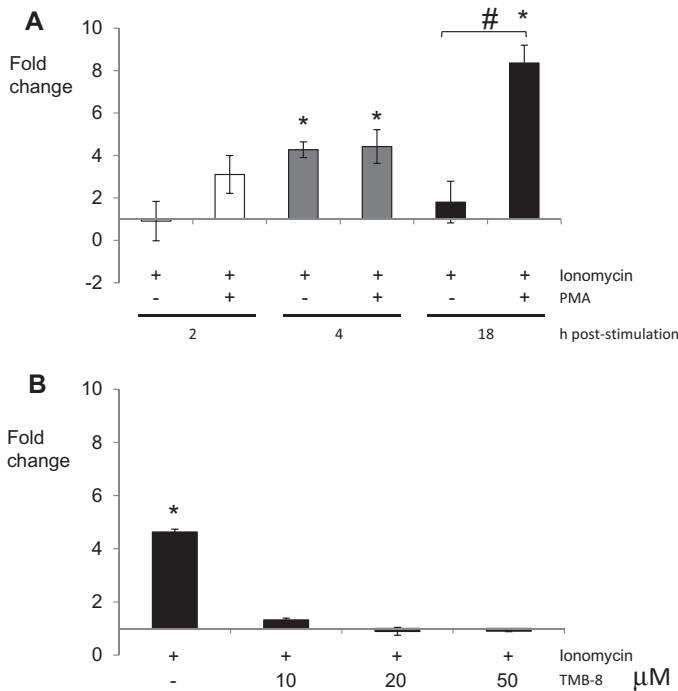 A
Fold
change
# *
10
8
6
4
2
0
-2
* *
+ + + + + + Ionomycin
- + - + - + PMA
2 4 18 h post-stimulation
B
Fold
change
10
8
6
4
2
0
*
+ + + + Ionomycin
- 10 20 50 TMB-8 μM